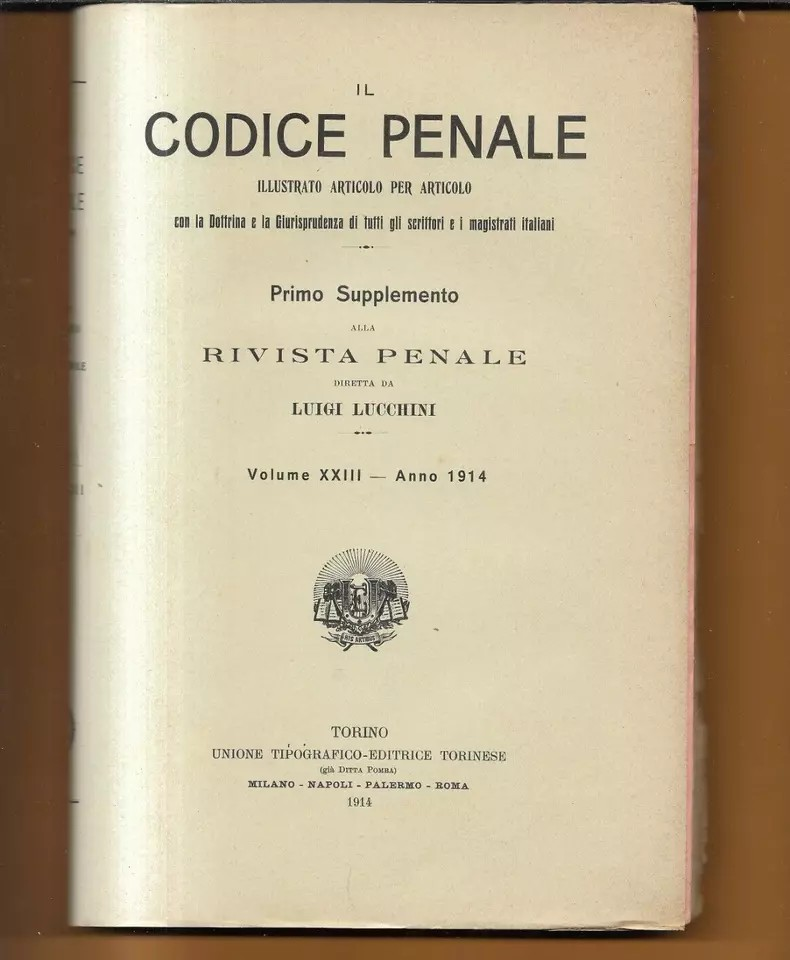 IL
CODICE PENALE
ILLUSTRATO ARTICOLO PER ARTICOLO
con la Dottrina e la Giurisprudenza di tutti gli scrittori e i magistrati italiani
Primo Supplemento
ALLA
RIVISTA PENALE
DIRETTA DA
LUIGI LUCCHINI
Volume XXIII — Anno 1914
HIS ARTIBUS
TORINO
UNIONE TIPOGRAFICO-EDITRICE TORINESE
(già DITTA POMBA)
MILANO - NAPOLI - PALERMO - ROMA
1914